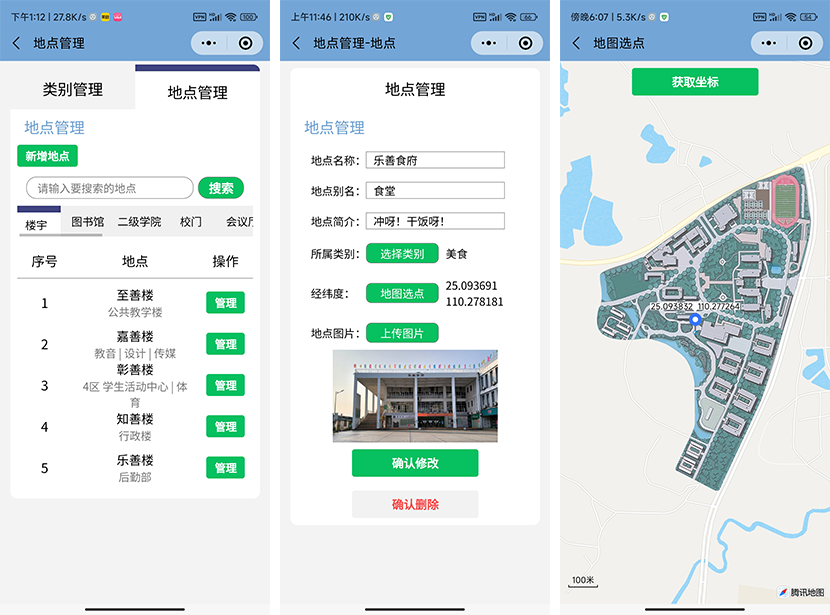 下午1:12 | 27.8K/s
VPN
100
地点管理
类别管理
地点管理
地点管理
新增地点
请输入要搜索的地点
搜索
楼宇
图书馆
二级学院
校门
会议厅
序号
地点
操作
1
至善楼
公共教学楼
管理
2
嘉善楼
教音 | 设计 | 传媒
管理
3
彰善楼
4区 学生活动中心 | 体
育
管理
4
知善楼
行政楼
管理
5
乐善楼
后勤部
管理
上午11:46 | 210K/s
VPN
66
地点管理-地点
地点管理
地点管理
地点名称：
乐善食府
地点别名：
食堂
地点简介：
冲呀！干饭呀！
所属类别：
选择类别
美食
经纬度：
地图选点
25.093691
110.278181
地点图片：
上传图片
确认修改
确认删除
傍晚6:07 | 5.3K/s
VPN
54
地图选点
获取坐标
25.093832 110.277264
100米
腾讯地图